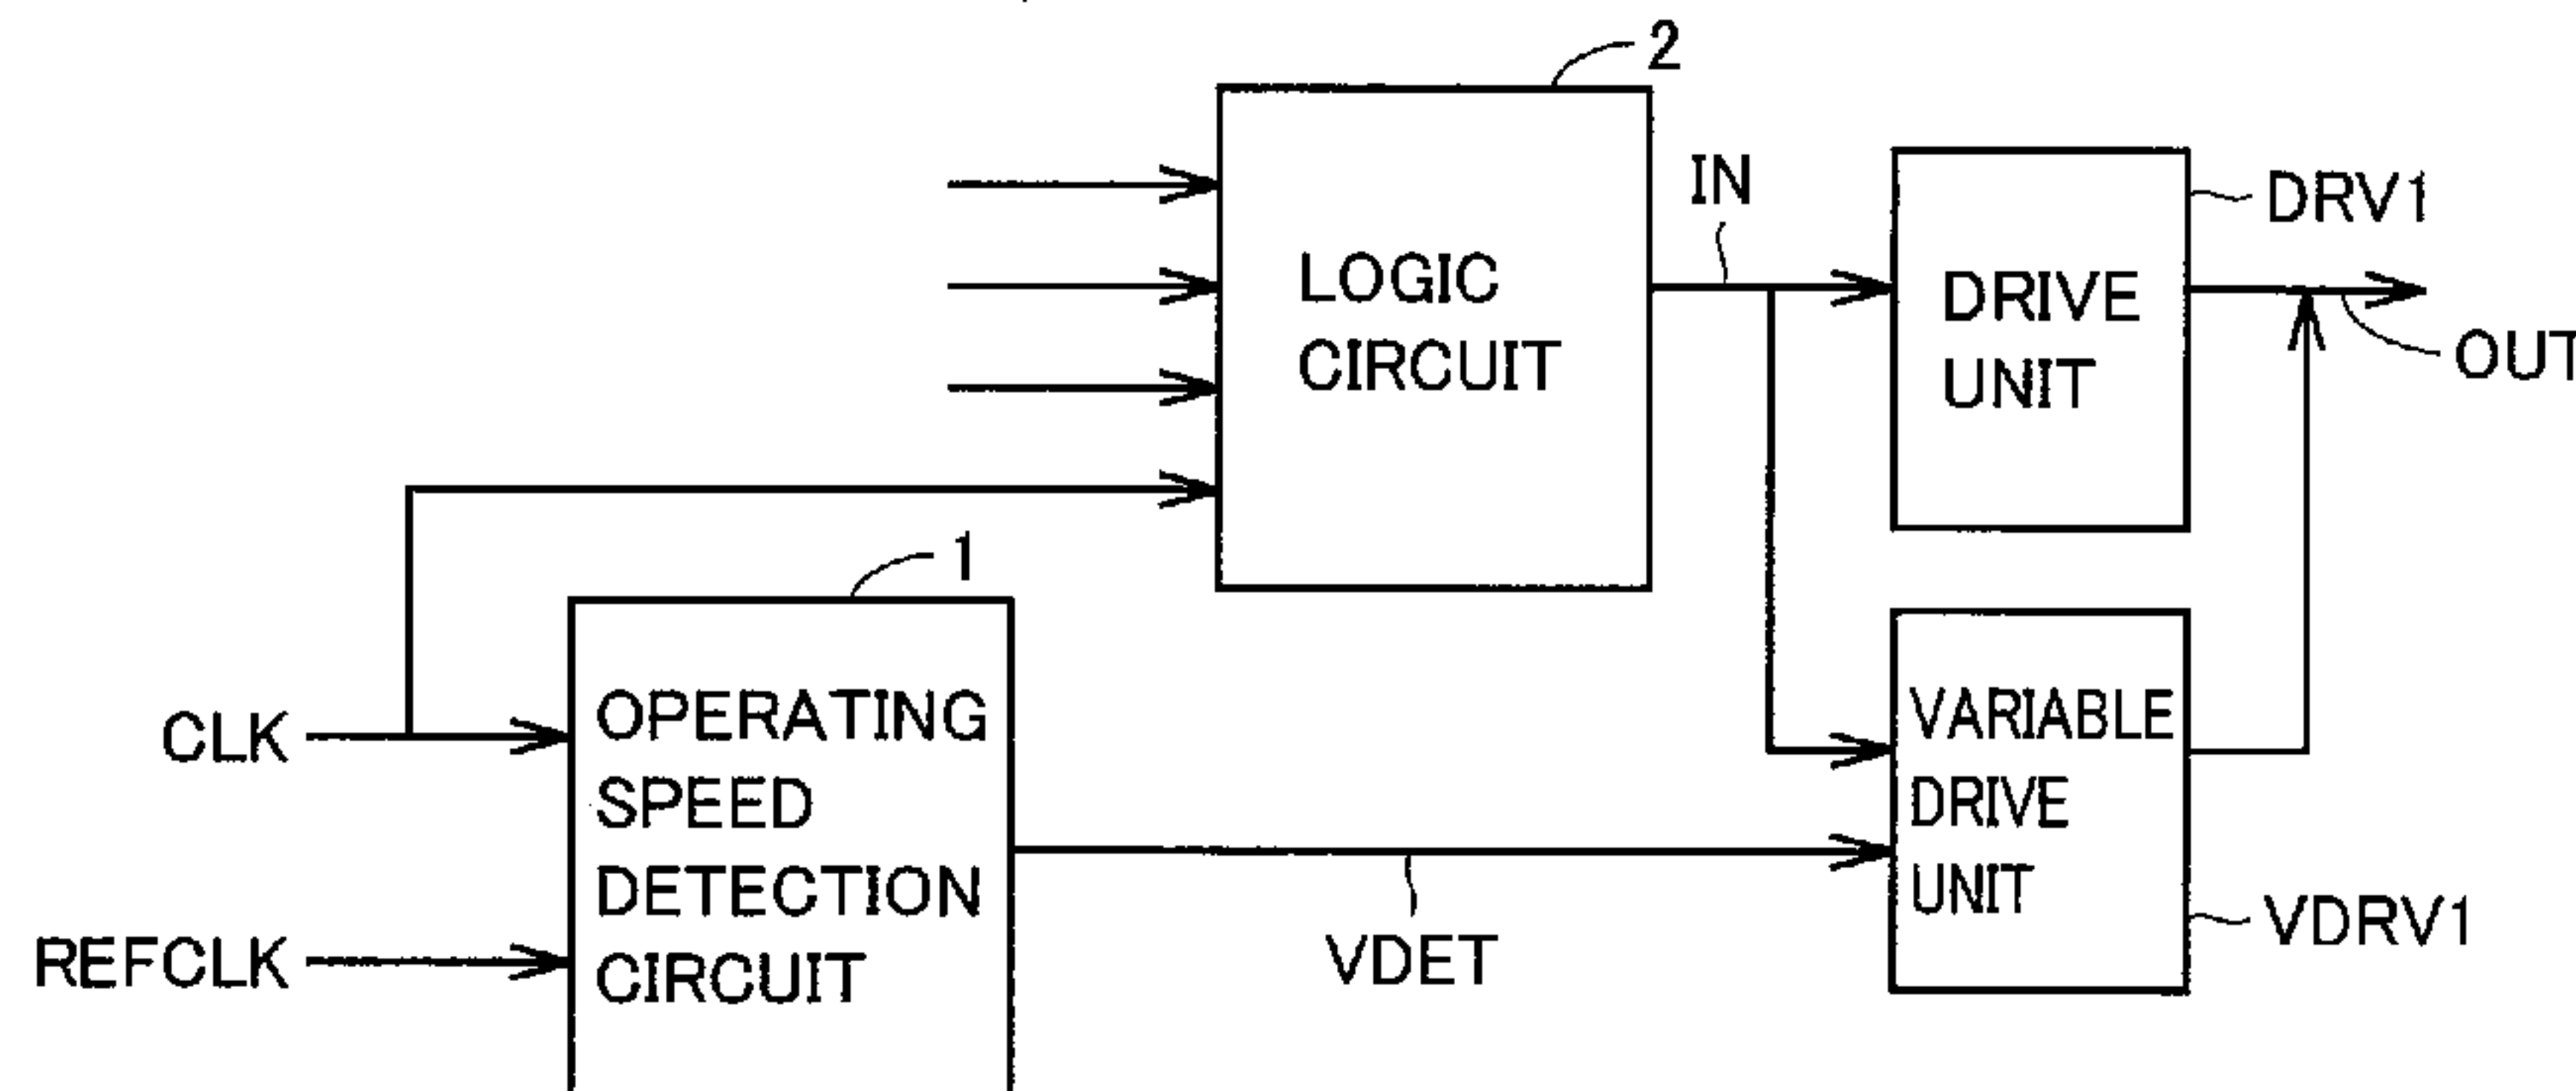 2
LOGIC
CIRCUIT
IN
DRIVE
UNIT
DRV1
OUT
1
CLK
REFCLK
OPERATING
SPEED
DETECTION
CIRCUIT
VDET
VARIABLE
DRIVE
UNIT
VDRV1